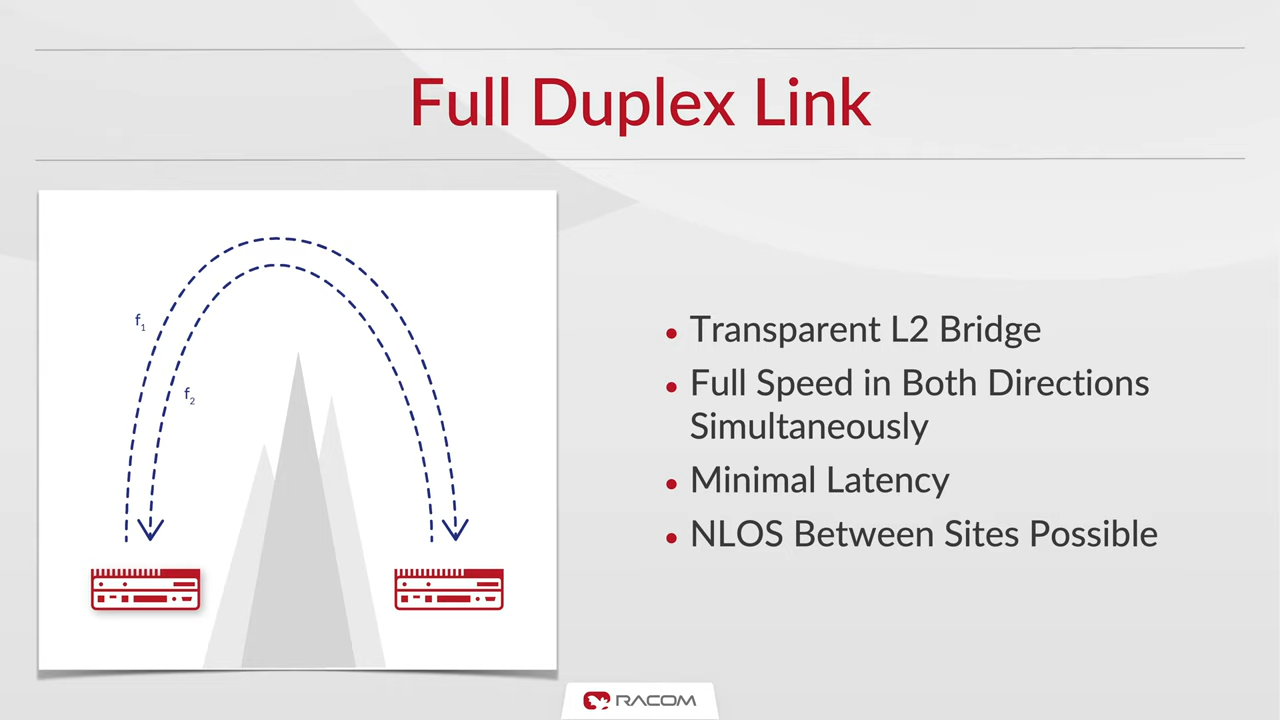 Full Duplex Link
f1
f2
• Transparent L2 Bridge
• Full Speed in Both Directions
Simultaneously
• Minimal Latency
• NLOS Between Sites Possible
RACOM